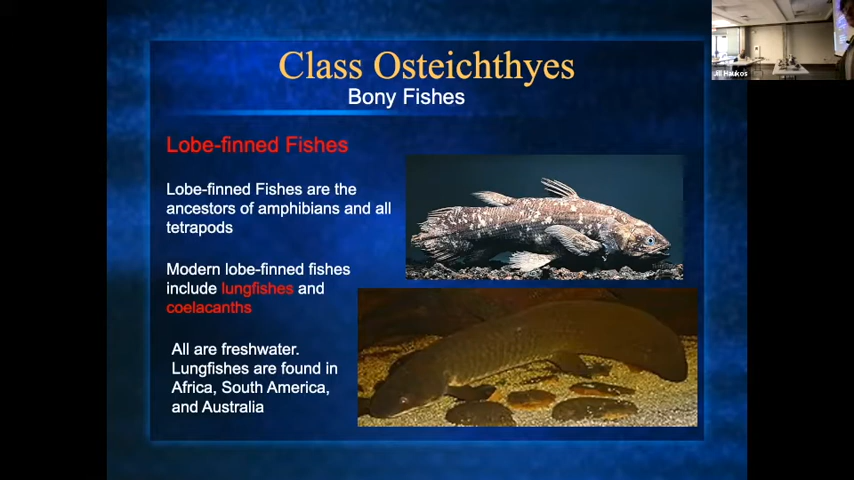 Class Osteichthyes
Bony Fishes
Lobe-finned Fishes
Lobe-finned Fishes are the
ancestors of amphibians and all
tetrapods
Modern lobe-finned fishes
include lungfishes and
coelacanths
All are freshwater.
Lungfishes are found in
Africa, South America,
and Australia
Jill Haukos